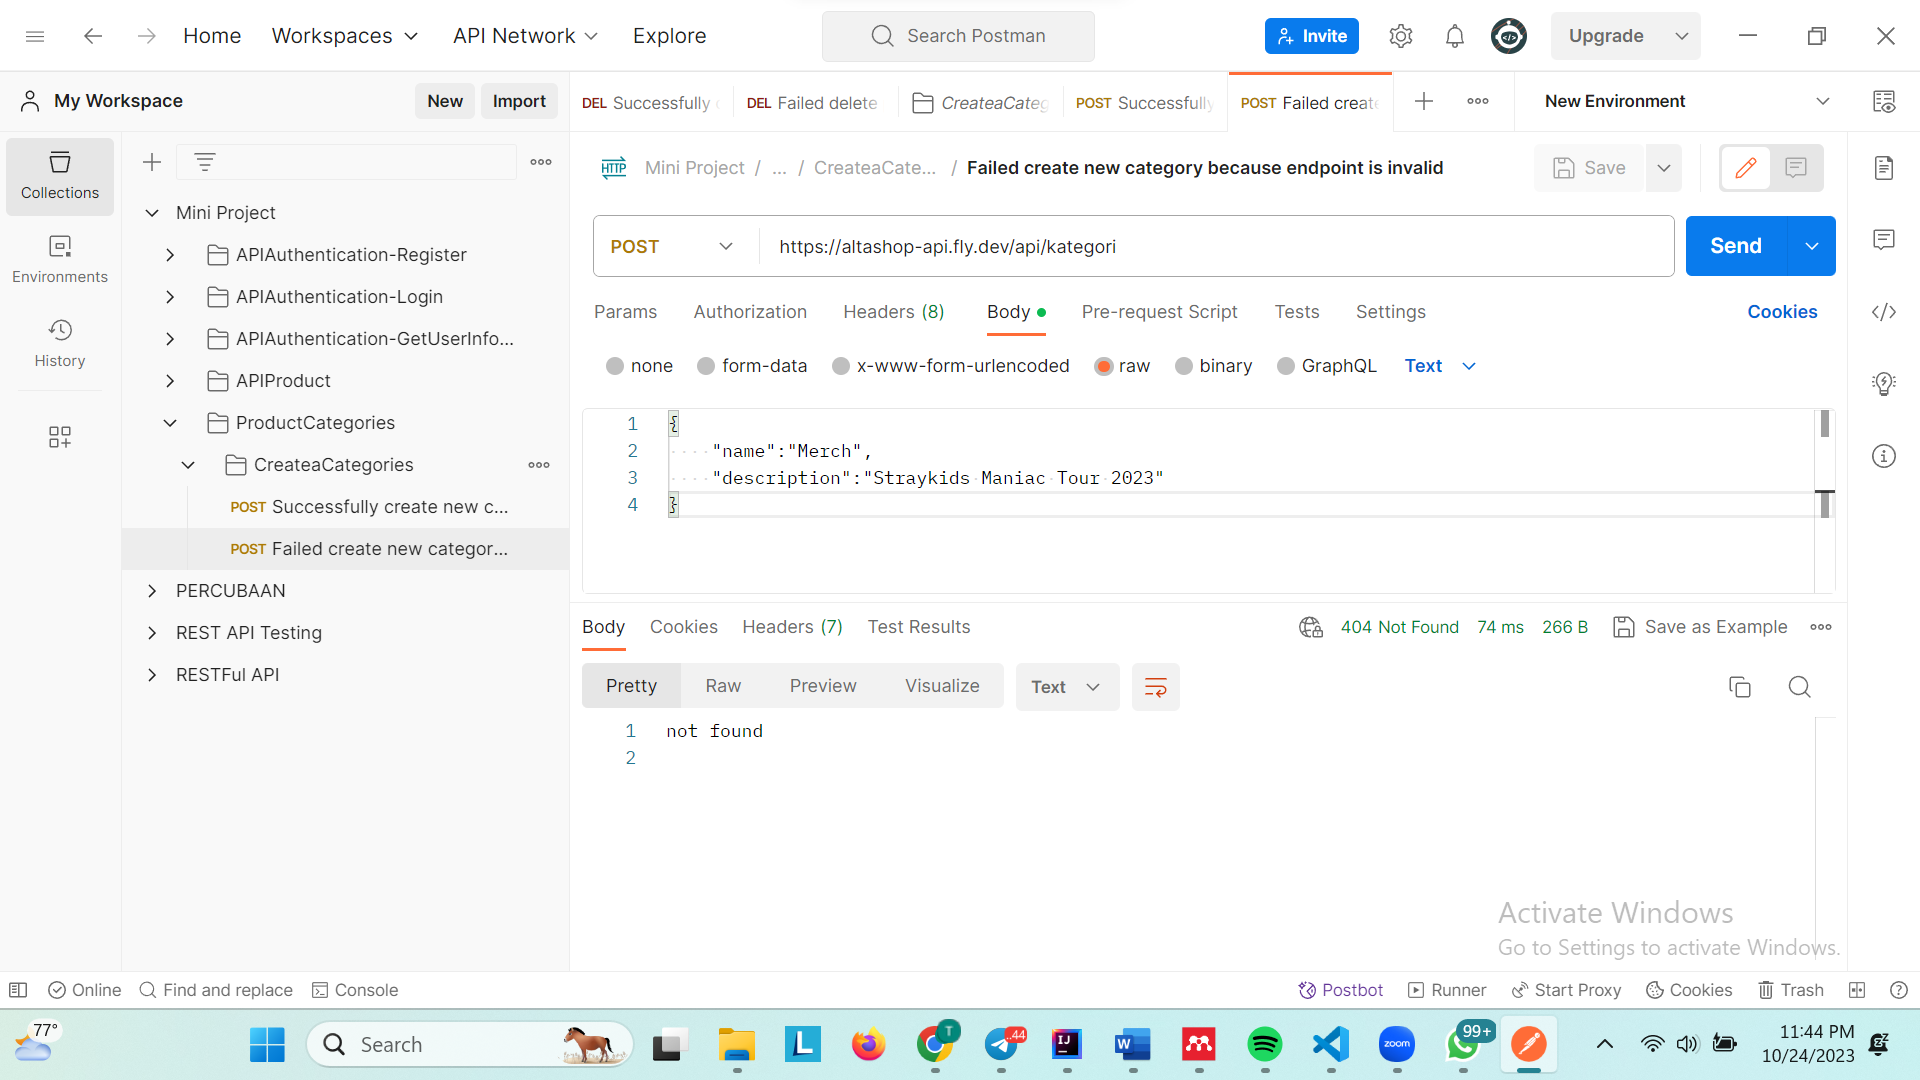 Home Workspaces API Network Explore Search Postman Invite Upgrade
My Workspace New Import
DEL Successfully DEL Failed delete CreateaCateg POST Successfully POST Failed create New Environment
Collections
Environments
History
Mini Project
APIAuthentication-Register
APIAuthentication-Login
APIAuthentication-GetUserInfo...
APIProduct
ProductCategories
CreateaCategories
POST Successfully create new c...
POST Failed create new categor...
PERCUBAAN
REST API Testing
RESTFul API
HTTP Mini Project / ... / CreateaCate... / Failed create new category because endpoint is invalid Save
POST https://altashop-api.fly.dev/api/kategori Send
Params Authorization Headers (8) Body Pre-request Script Tests Settings Cookies
none form-data x-www-form-urlencoded raw binary GraphQL Text
1 {
2 "name":"Merch",
3 "description":"Straykids Maniac Tour 2023"
4 }
Body Cookies Headers (7) Test Results 404 Not Found 74 ms 266 B Save as Example
Pretty Raw Preview Visualize Text
1 not found
2
Activate Windows
Go to Settings to activate Windows.
Online Find and replace Console Postbot Runner Start Proxy Cookies Trash
77° Search L T ..44 IJ W zoom 99+ 11:44 PM
10/24/2023